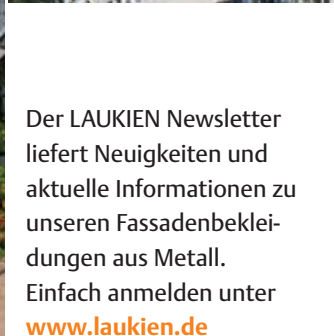 Der LAUKIEN Newsletter
liefert Neuigkeiten und
aktuelle Informationen zu
unseren Fassadenbeklei-
dungen aus Metall.
Einfach anmelden unter
www.laukien.de